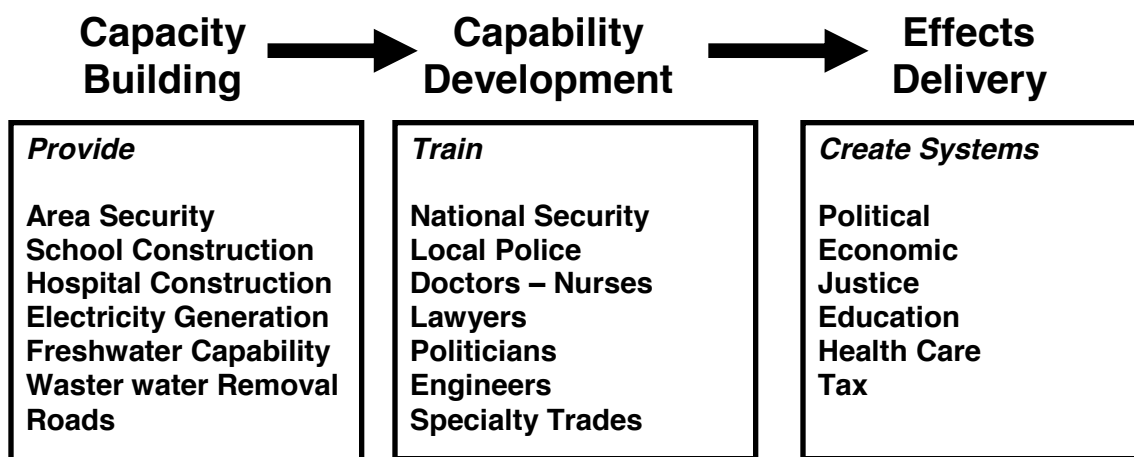 Capacity
Building
Capability
Development
Effects
Delivery
Provide
Area Security
School Construction
Hospital Construction
Electricity Generation
Freshwater Capability
Waster water Removal
Roads
Train
National Security
Local Police
Doctors – Nurses
Lawyers
Politicians
Engineers
Specialty Trades
Create Systems
Political
Economic
Justice
Education
Health Care
Tax